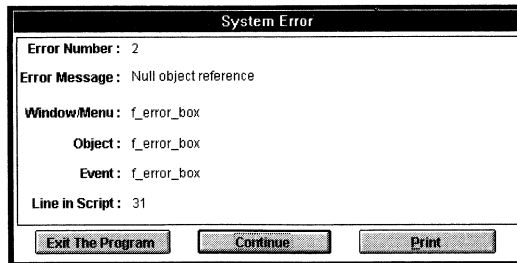 System Error
Error Number : 2
Error Message : Null object reference
Window/Menu : f_error_box
Object : f_error_box
Event : f_error_box
Line in Script : 31
Exit The Program Continue Print